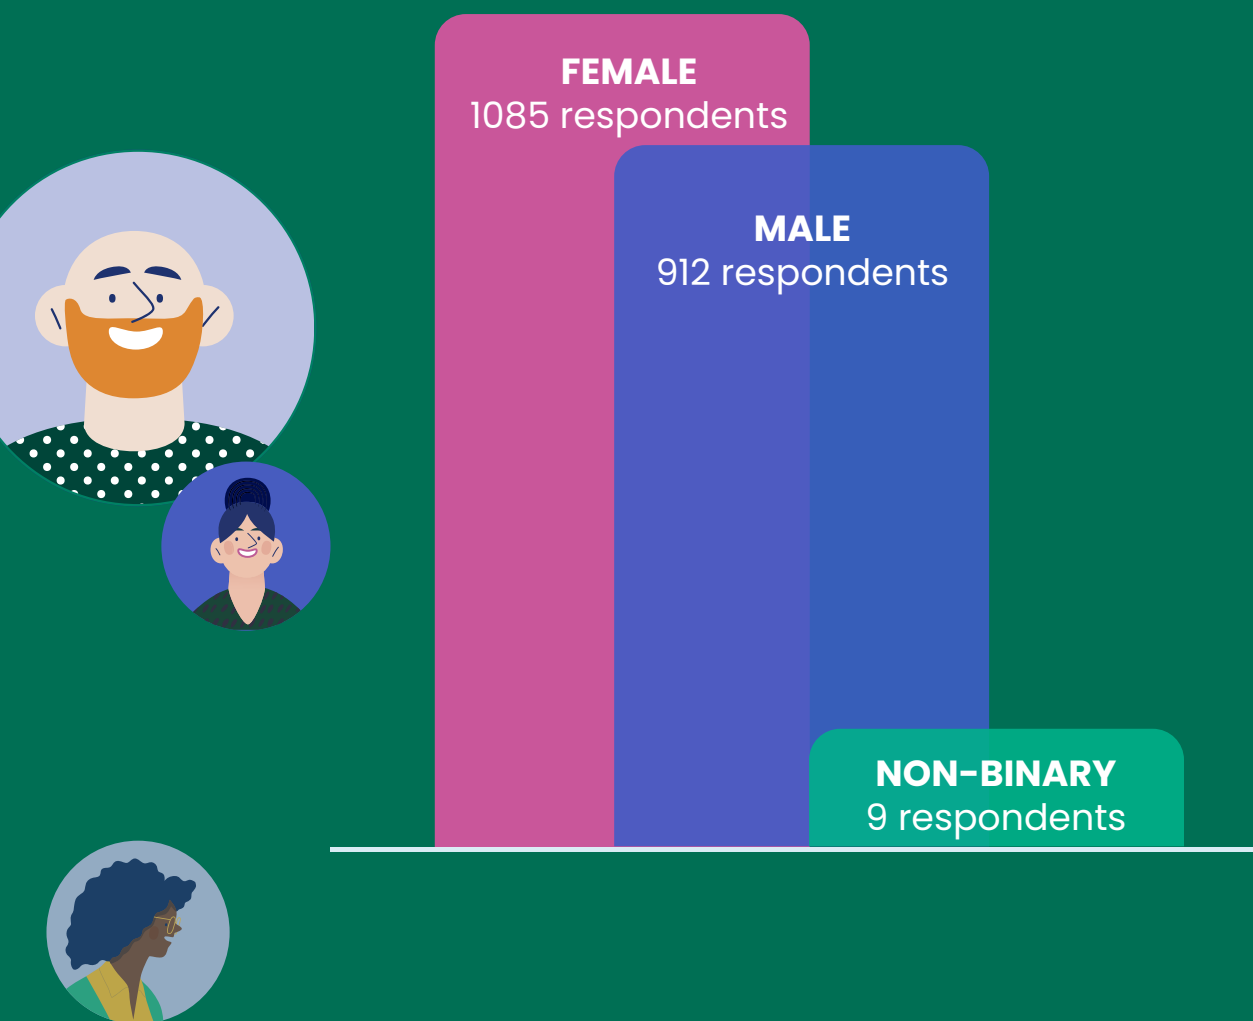 FEMALE
1085 respondents
MALE
912 respondents
NON-BINARY
9 respondents